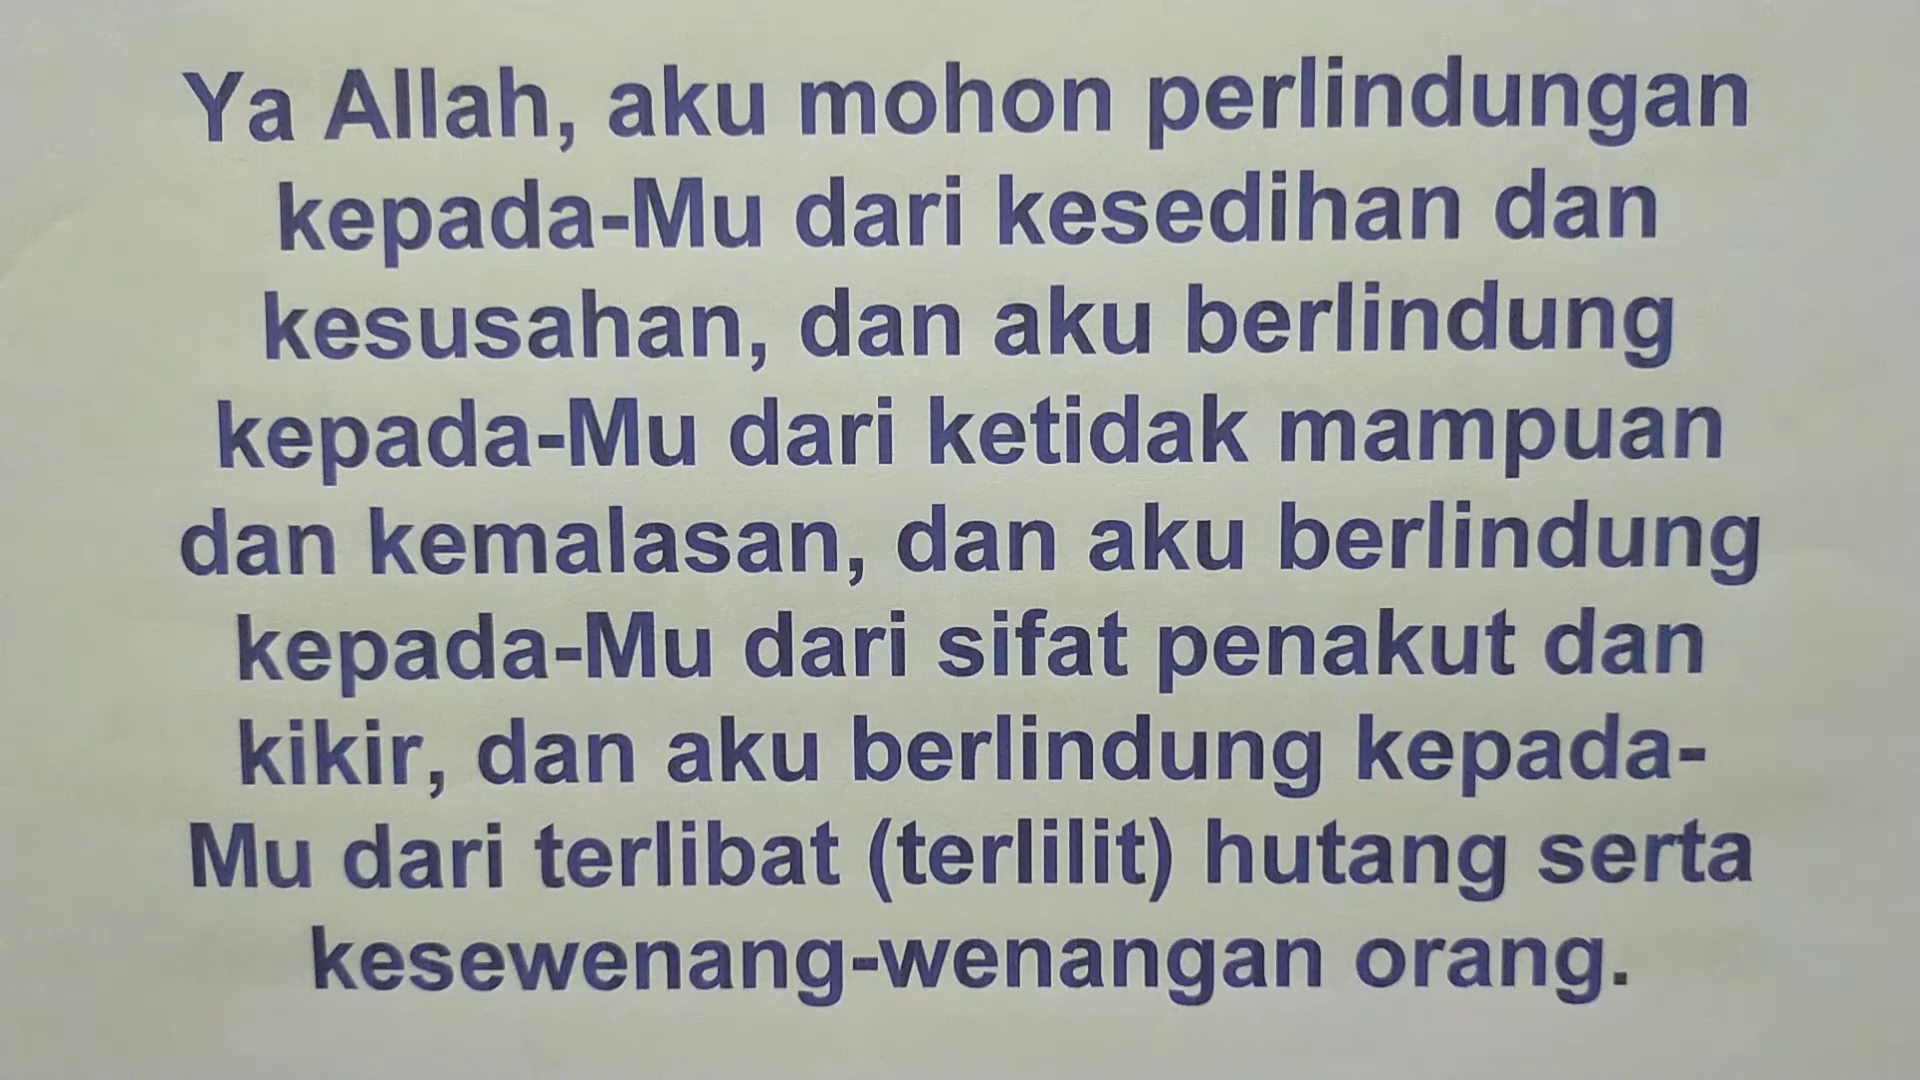 Ya Allah, aku mohon perlindungan
kepada-Mu dari kesedihan dan
kesusahan, dan aku berlindung
kepada-Mu dari ketidak mampuan
dan kemalasan, dan aku berlindung
kepada-Mu dari sifat penakut dan
kikir, dan aku berlindung kepada-
Mu dari terlibat (terlilit) hutang serta
kesewenang-wenangan orang.